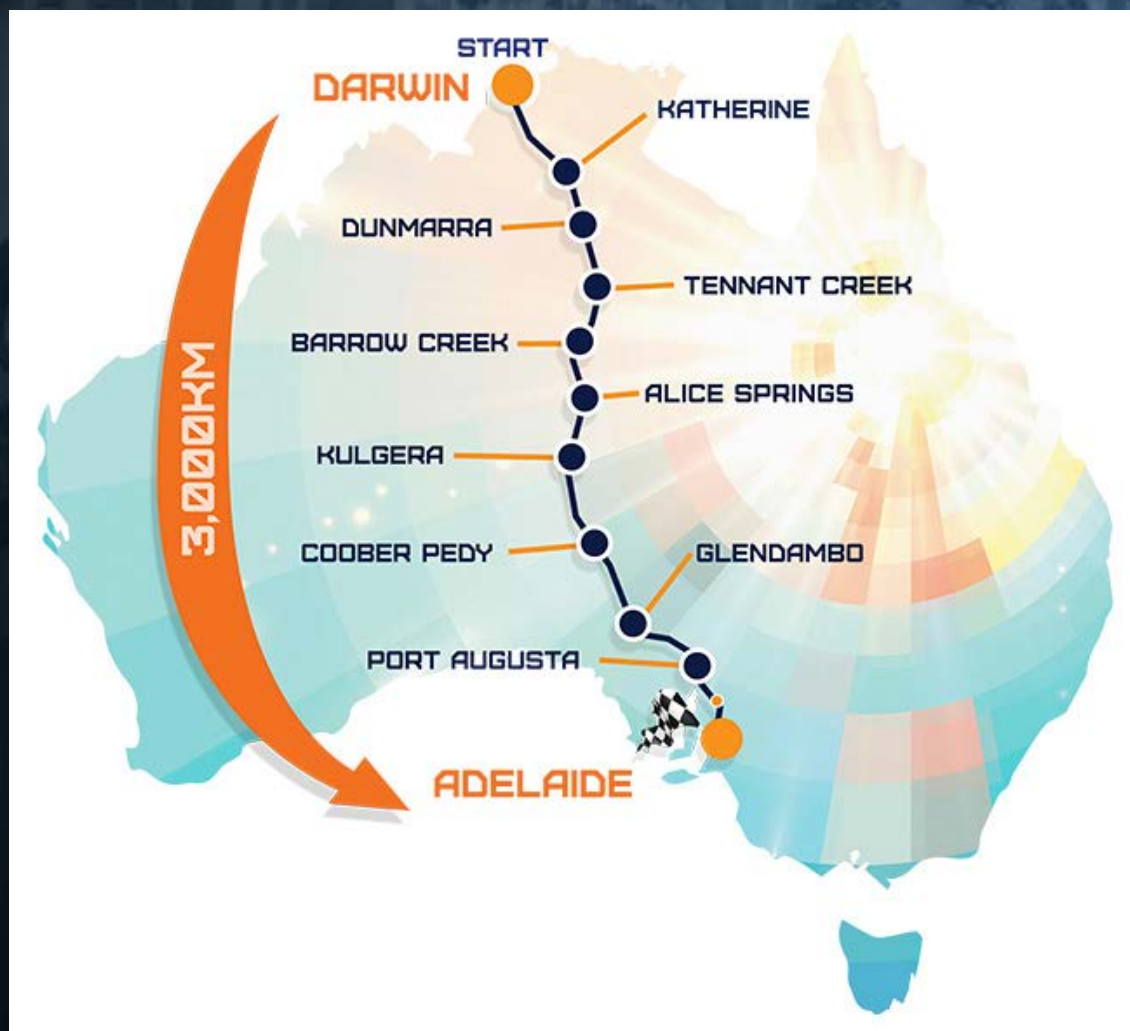 START
DARWIN
KATHERINE
DUNMARRA
TENNANT CREEK
BARROW CREEK
ALICE SPRINGS
3,000KM
KULGERA
COOBER PEDY
GLENDAMBO
PORT AUGUSTA
ADELAIDE